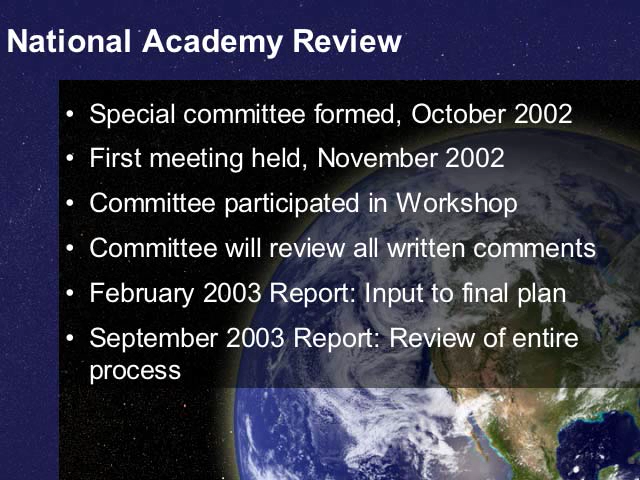 National Academy Review
• Special committee formed, October 2002
• First meeting held, November 2002
• Committee participated in Workshop
• Committee will review all written comments
• February 2003 Report: Input to final plan
• September 2003 Report: Review of entire
process